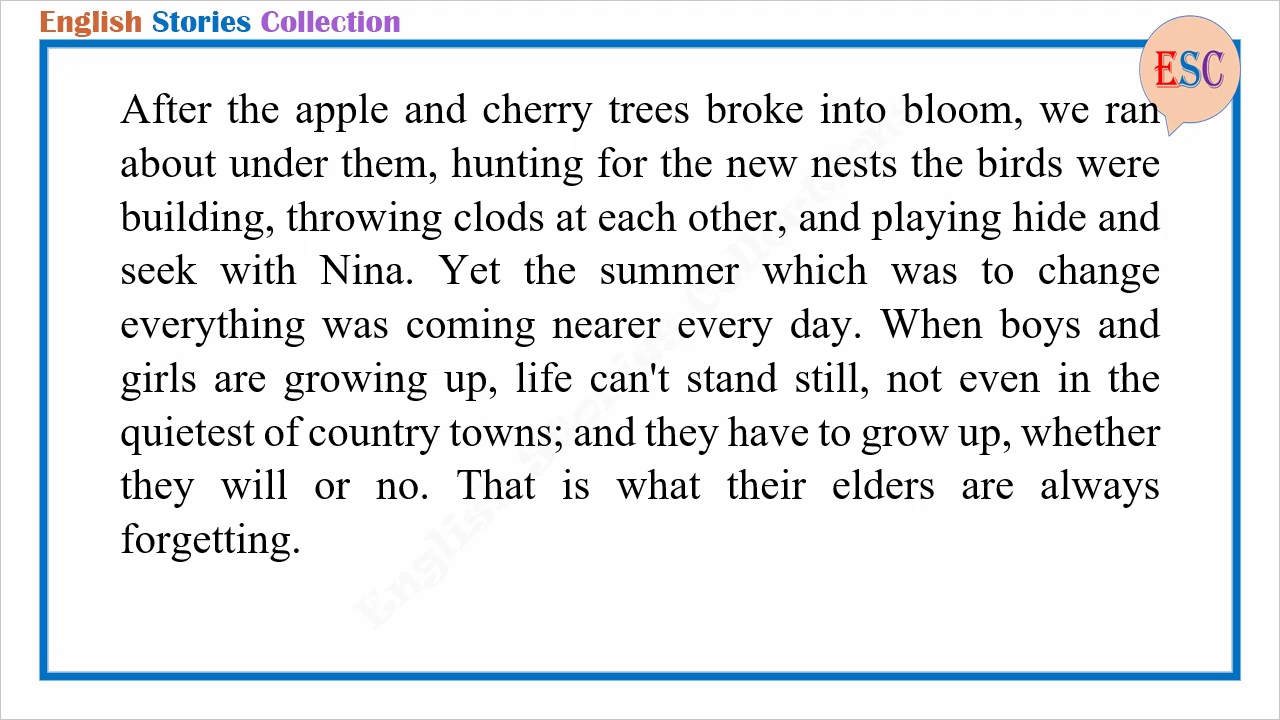 English Stories Collection
ESC
After the apple and cherry trees broke into bloom, we ran
about under them, hunting for the new nests the birds were
building, throwing clods at each other, and playing hide and
seek with Nina. Yet the summer which was to change
everything was coming nearer every day. When boys and
girls are growing up, life can't stand still, not even in the
quietest of country towns; and they have to grow up, whether
they will or no. That is what their elders are always
forgetting.
English Stories Collection